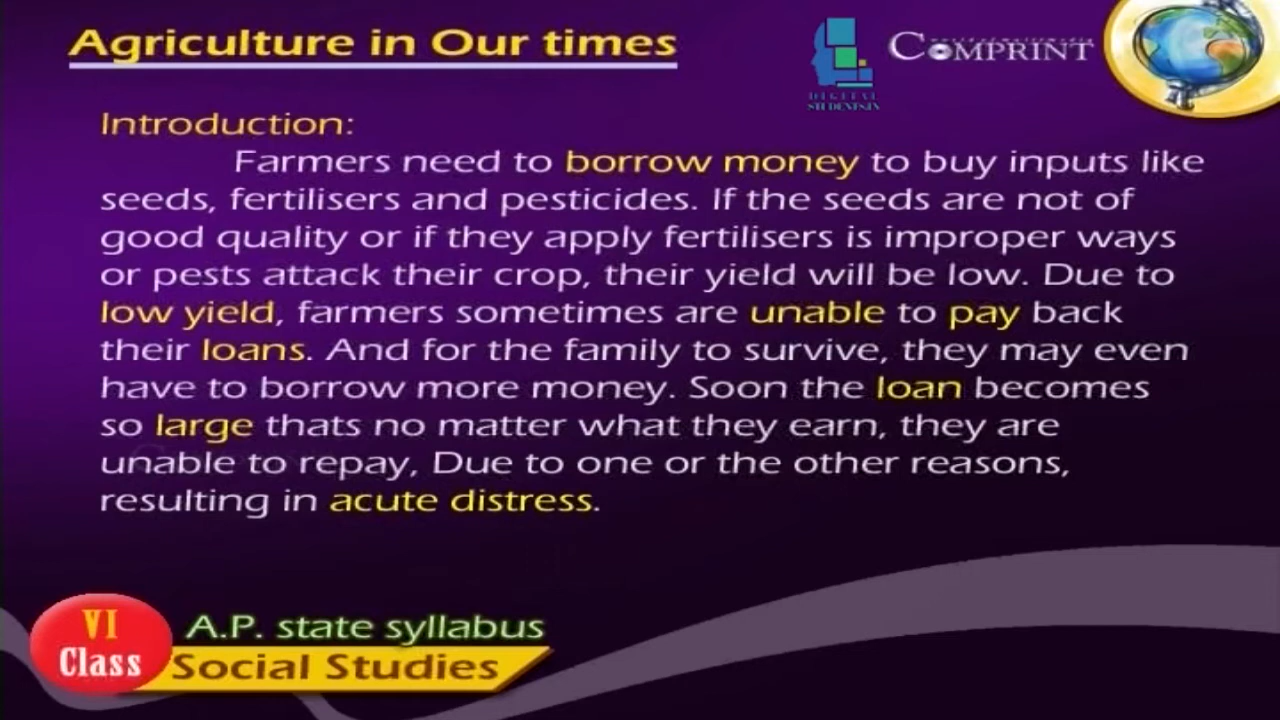 Agriculture in Our times
COMPRINT
DIGITAL
STUDENTS.IN
Introduction:
Farmers need to borrow money to buy inputs like
seeds, fertilisers and pesticides. If the seeds are not of
good quality or if they apply fertilisers is improper ways
or pests attack their crop, their yield will be low. Due to
low yield, farmers sometimes are unable to pay back
their loans. And for the family to survive, they may even
have to borrow more money. Soon the loan becomes
so large thats no matter what they earn, they are
unable to repay, Due to one or the other reasons,
resulting in acute distress.
VI
Class
A.P. state syllabus
Social Studies